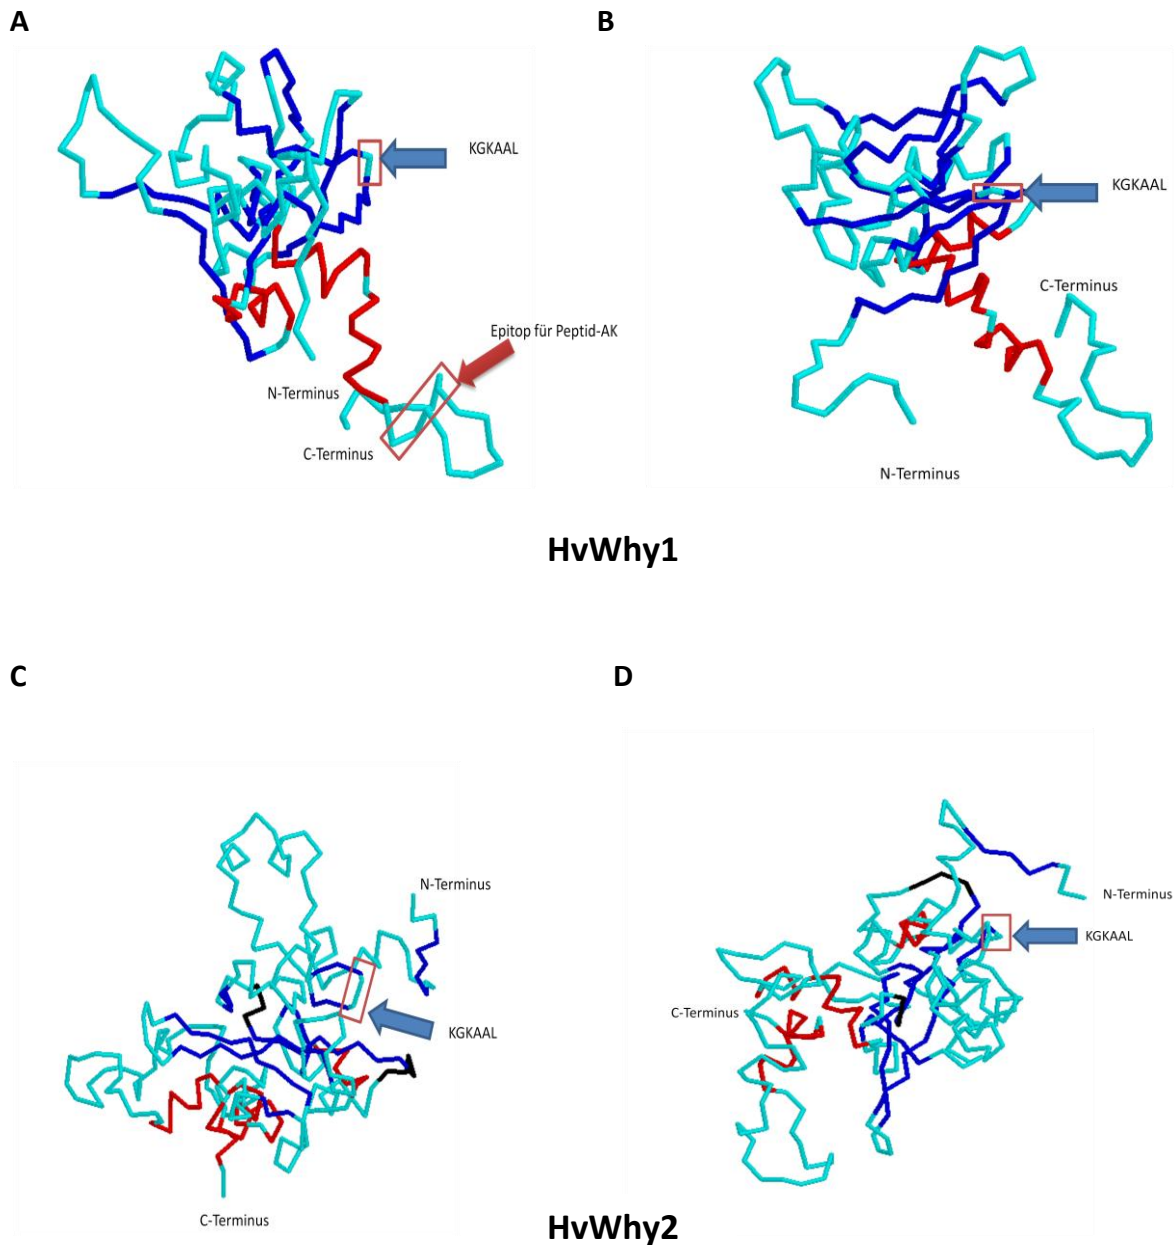 A
B
KGKAAL
KGKAAL
C-Terminus
Epitop für Peptid-AK
N-Terminus
C-Terminus
N-Terminus
HvWhy1
C
D
N-Terminus
N-Terminus
KGKAAL
C-Terminus
KGKAAL
C-Terminus
HvWhy2